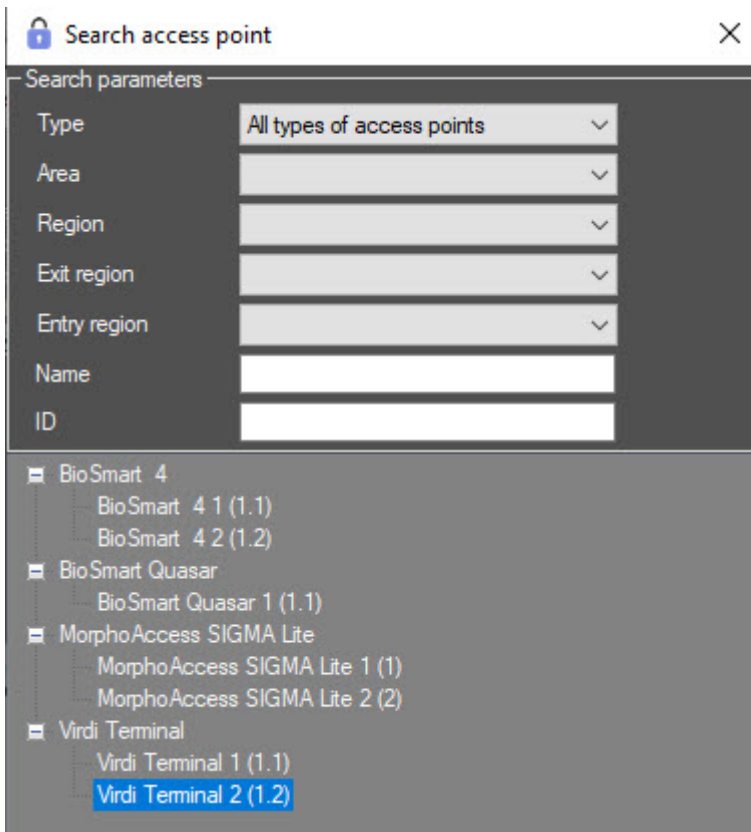 Search access point
Search parameters
Type All types of access points
Area
Region
Exit region
Entry region
Name
ID
BioSmart 4
BioSmart 4 1 (1.1)
BioSmart 4 2 (1.2)
BioSmart Quasar
BioSmart Quasar 1 (1.1)
MorphoAccess SIGMA Lite
MorphoAccess SIGMA Lite 1 (1)
MorphoAccess SIGMA Lite 2 (2)
Virdi Terminal
Virdi Terminal 1 (1.1)
Virdi Terminal 2 (1.2)